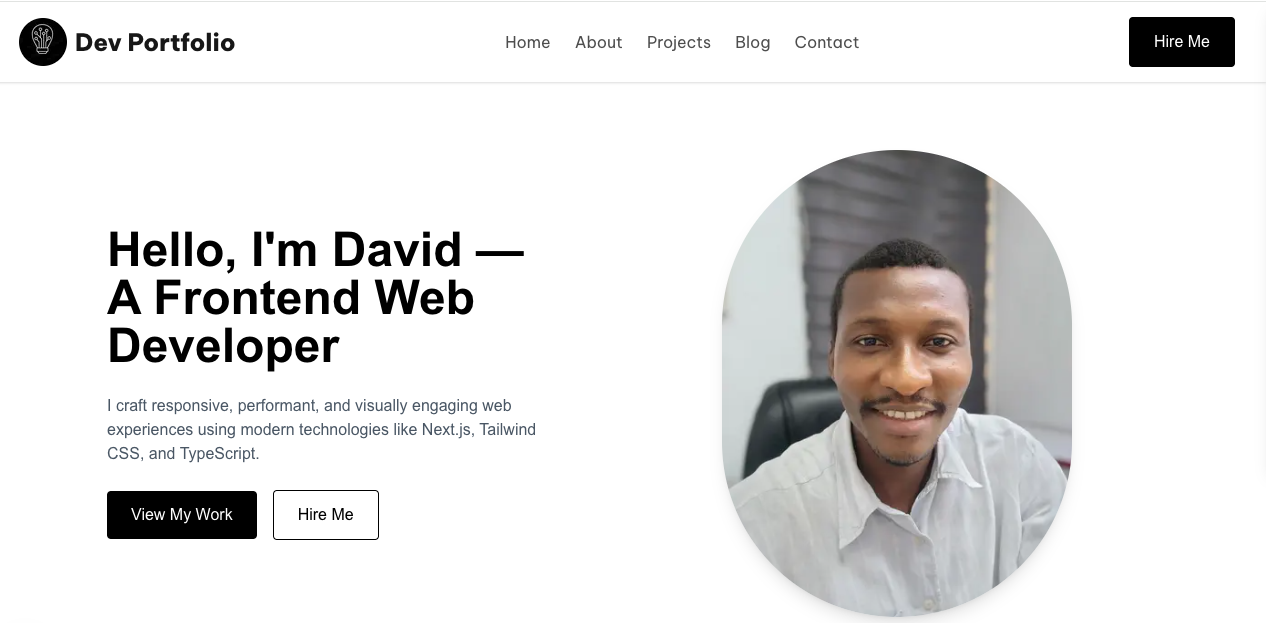 Dev Portfolio
Home About Projects Blog Contact
Hire Me
Hello, I'm David —
A Frontend Web
Developer
I craft responsive, performant, and visually engaging web
experiences using modern technologies like Next.js, Tailwind
CSS, and TypeScript.
View My Work
Hire Me